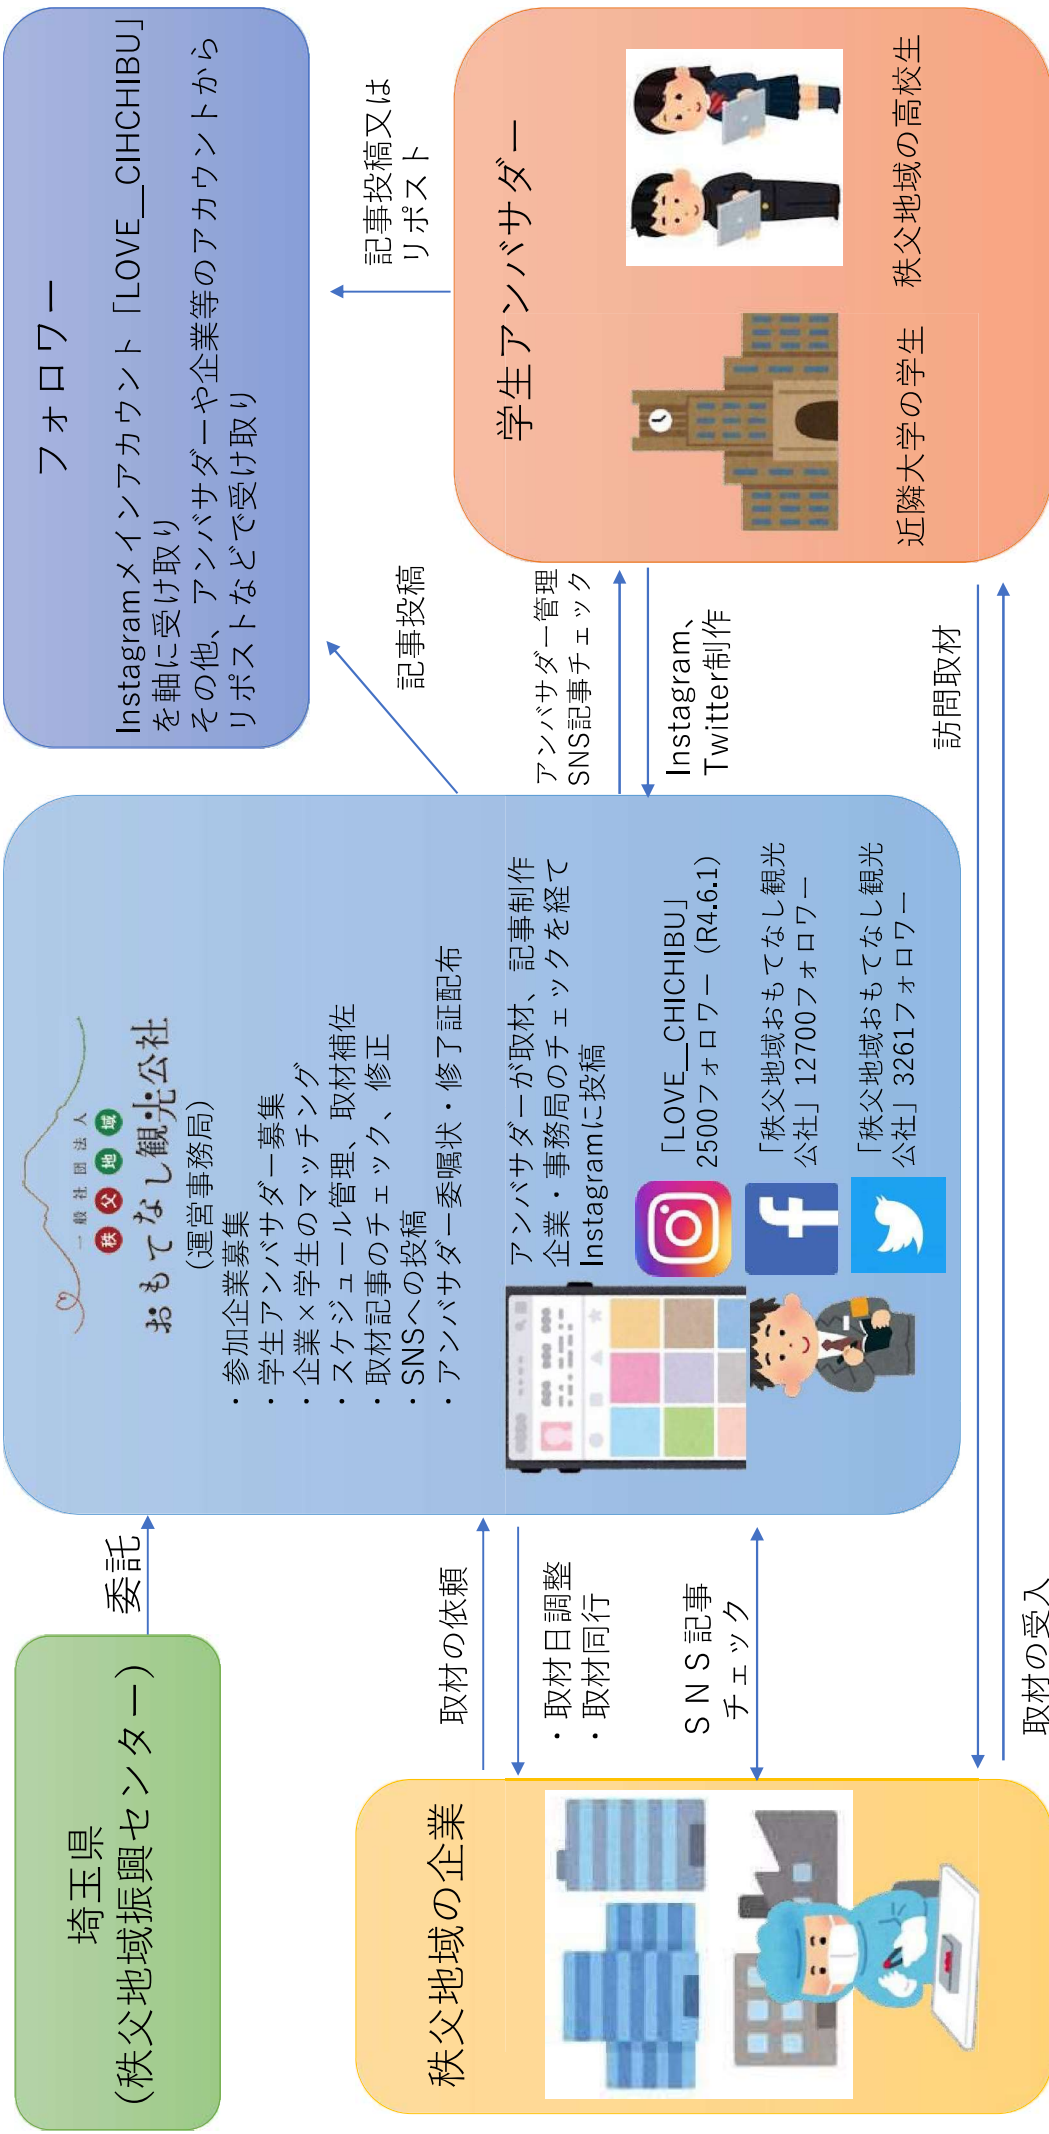 埼玉県
(秩父地域振興センター)
委託
秩父地域の企業
取材の依頼
・取材日調整
・取材同行
ＳＮＳ記事
チェック
取材の受入
一般社団法人
秩父地域
おもてなし観光公社
(運営事務局)
・参加企業募集
・学生アンバサダー募集
・企業×学生のマッチング
・スケジュール管理、取材補佐
・取材記事のチェック、修正
・SNSへの投稿
・アンバサダー委嘱状・修了証配布
アンバサダーが取材、記事制作
企業・事務局のチェックを経て
Instagramに投稿
「LOVE__CHICHIBU」
2500フォロワー（R4.6.1）
「秩父地域おもてなし観光
公社」12700フォロワー
「秩父地域おもてなし観光
公社」3261フォロワー
記事投稿
アンバサダー管理
SNS記事チェック
Instagram、
Twitter制作
訪問取材
フォロワー
Instagramメインアカウント「LOVE__CIHCHIBU」
を軸に受け取り
その他、アンバサダーや企業等のアカウントから
リポストなどで受け取り
記事投稿又は
リポスト
学生アンバサダー
近隣大学の学生
秩父地域の高校生